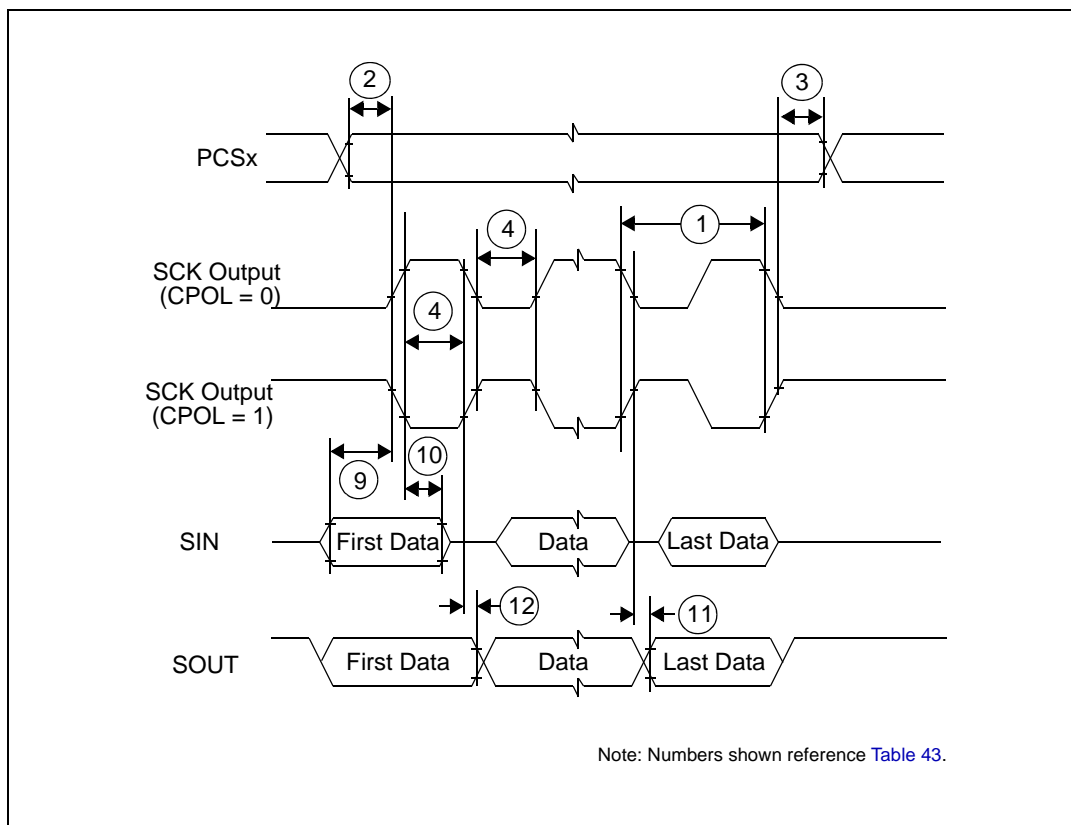 2
3
PCSx
1
4
SCK Output
(CPOL = 0)
4
SCK Output
(CPOL = 1)
10
9
SIN
First Data
Data
Last Data
12
11
SOUT
First Data
Data
Last Data
Note: Numbers shown reference Table 43.